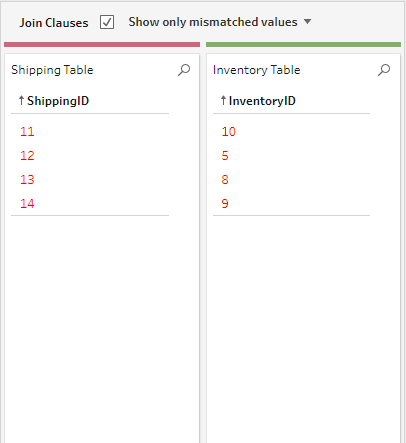 Join Clauses Show only mismatched values
Shipping Table
ShippingID
11
12
13
14
Inventory Table
InventoryID
10
5
8
9